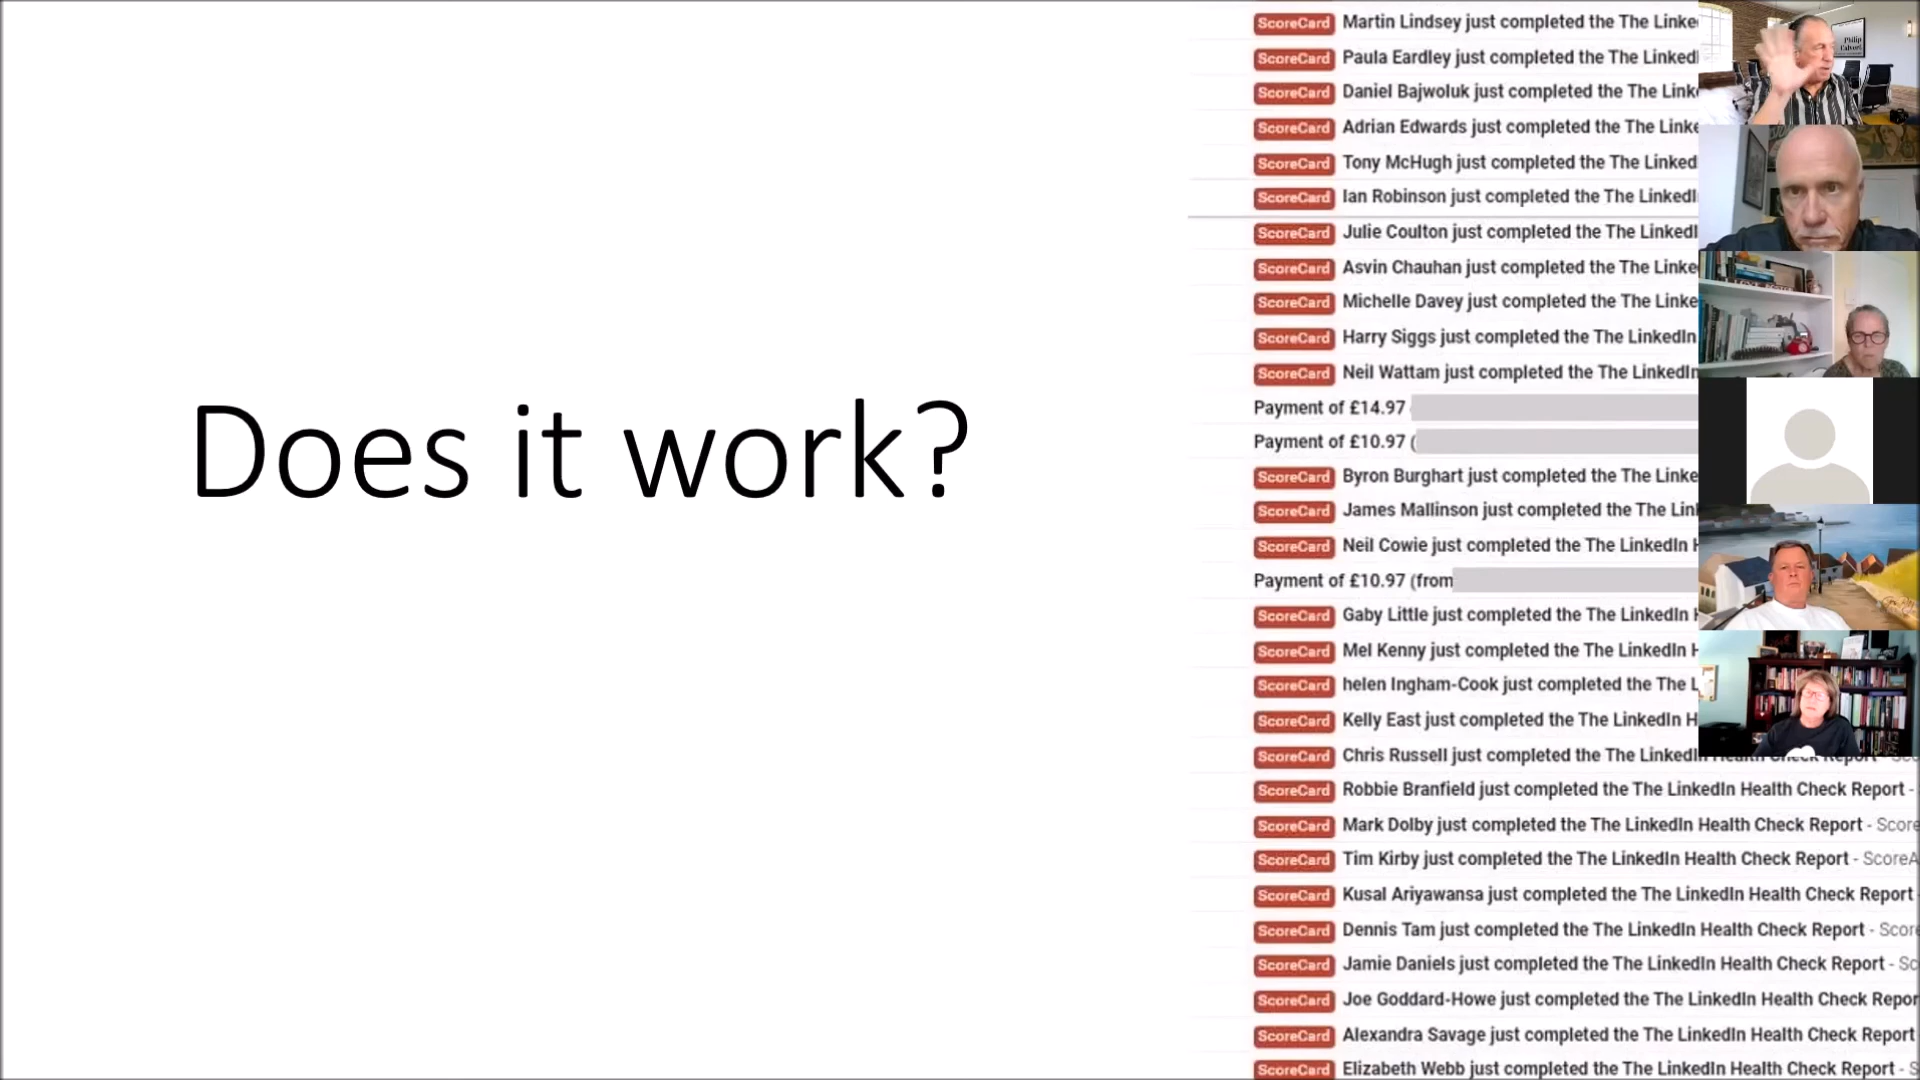 Does it work?
ScoreCard Martin Lindsey just completed the The Linke
ScoreCard Paula Eardley just completed the The LinkedI
ScoreCard Daniel Bajwoluk just completed the The Link
ScoreCard Adrian Edwards just completed the The Linke
ScoreCard Tony McHugh just completed the The Linked
ScoreCard Ian Robinson just completed the The LinkedI
ScoreCard Julie Coulton just completed the The LinkedI
ScoreCard Asvin Chauhan just completed the The Linke
ScoreCard Michelle Davey just completed the The Linke
ScoreCard Harry Siggs just completed the The LinkedIn
ScoreCard Neil Wattam just completed the The LinkedIn
Payment of £14.97
Payment of £10.97 (
ScoreCard Byron Burghart just completed the The Linke
ScoreCard James Mallinson just completed the The Lin
ScoreCard Neil Cowie just completed the The LinkedIn H
Payment of £10.97 (from
ScoreCard Gaby Little just completed the The LinkedIn H
ScoreCard Mel Kenny just completed the The LinkedIn H
ScoreCard helen Ingham-Cook just completed the The L
ScoreCard Kelly East just completed the The LinkedIn H
ScoreCard Chris Russell just completed the The LinkedIn Health Check Report
ScoreCard Robbie Branfield just completed the The LinkedIn Health Check Report -
ScoreCard Mark Dolby just completed the The LinkedIn Health Check Report - Score
ScoreCard Tim Kirby just completed the The LinkedIn Health Check Report - ScoreA
ScoreCard Kusal Ariyawansa just completed the The LinkedIn Health Check Report
ScoreCard Dennis Tam just completed the The LinkedIn Health Check Report - Score
ScoreCard Jamie Daniels just completed the The LinkedIn Health Check Report - Sc
ScoreCard Joe Goddard-Howe just completed the The LinkedIn Health Check Repor
ScoreCard Alexandra Savage just completed the The LinkedIn Health Check Report
ScoreCard Elizabeth Webb just completed the The LinkedIn Health Check Report - S
Philip
Calvert